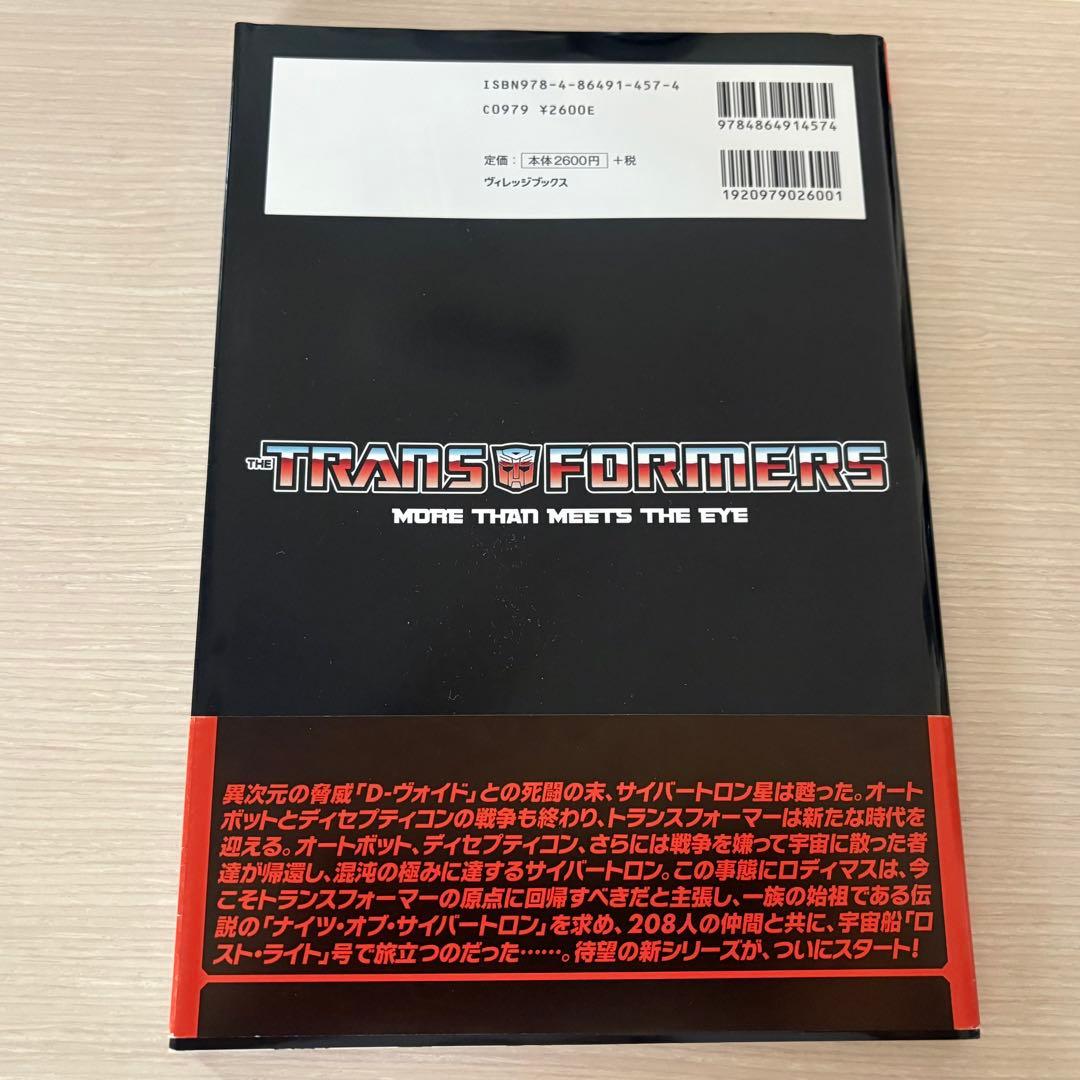 ISBN978-4-86491-457-4
C0979 ¥2600E
9784864914574
定価：本体2600円+税
ヴィレッジブックス
1920979026001
THE TRANSFORMERS
MORE THAN MEETS THE EYE
異次元の脅威「D-ヴォイド」との死闘の末、サイバートロン星は甦った。オート
ボットとディセプティコンの戦争も終わり、トランスフォーマーは新たな時代を
迎える。オートボット、ディセプティコン、さらには戦争を嫌って宇宙に散った者
達が帰還し、混沌の極みに達するサイバートロン。この事態にロディマスは、今
こそトランスフォーマーの原点に回帰すべきだと主張し、一族の始祖である伝
説の「ナイツ・オブ・サイバートロン」を求め、208人の仲間と共に、宇宙船「ロ
スト・ライト」号で旅立つのだった……。待望の新シリーズが、ついにスタート！